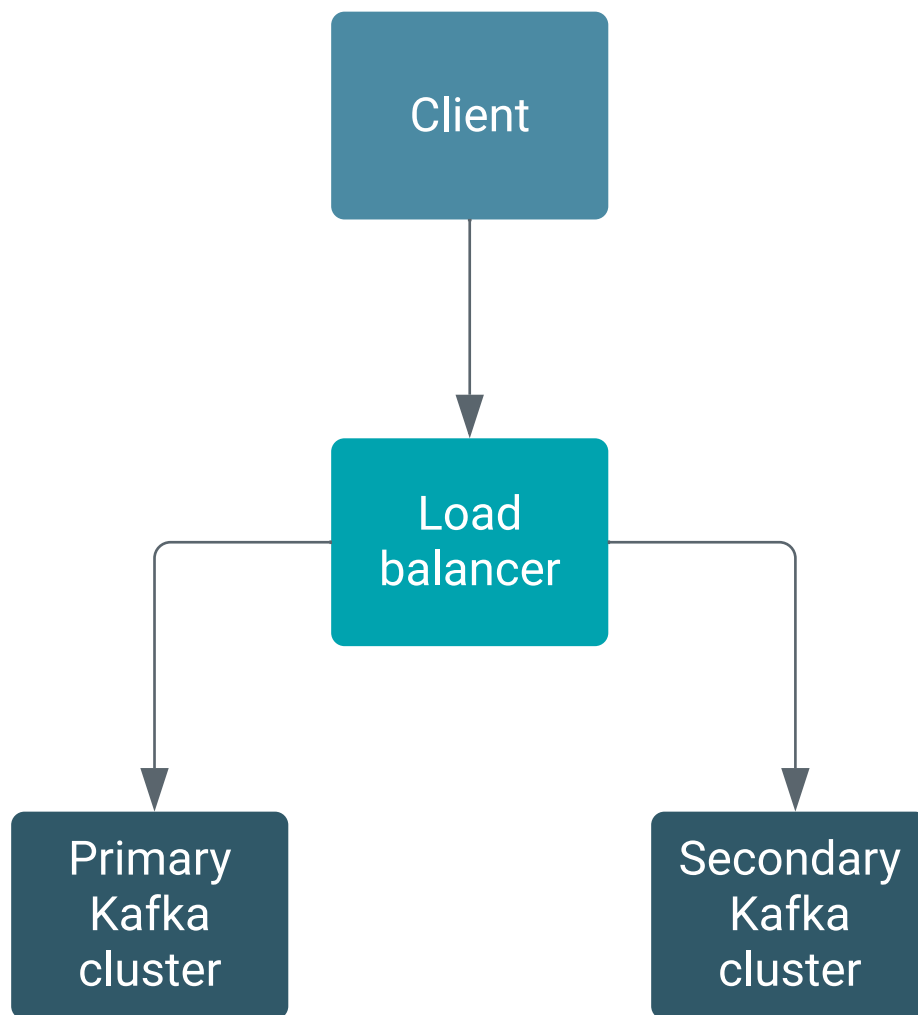 Client
Load
balancer
Primary
Kafka
cluster
Secondary
Kafka
cluster